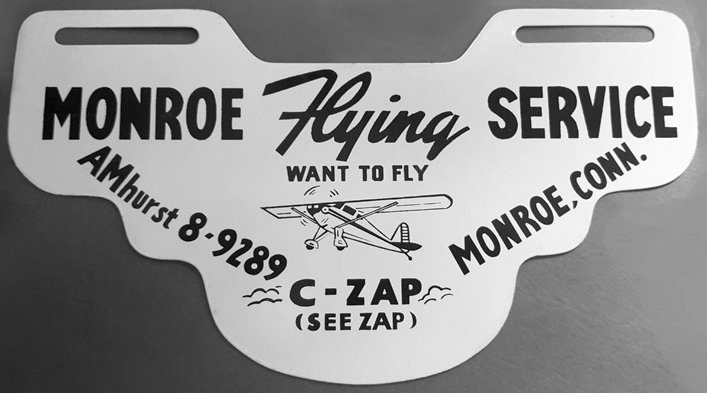 MONROE Flying SERVICE
WANT TO FLY
AMhurst 8-9289
MONROE, CONN.
C-ZAP
(SEE ZAP)